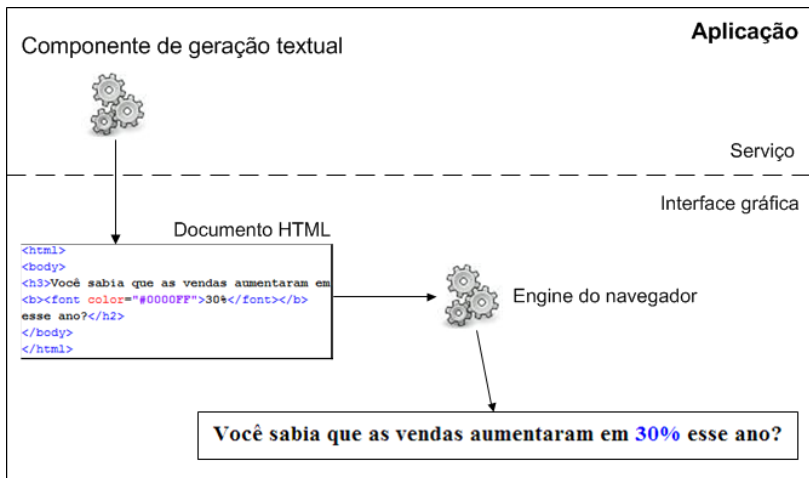 Aplicação
Componente de geração textual
Serviço
Interface gráfica
Documento HTML
<html>
<body>
<h3>Você sabia que as vendas aumentaram em
<b><font color="#0000FF">30%</font></b>
esse ano?</h2>
</body>
</html>
Engine do navegador
Você sabia que as vendas aumentaram em 30% esse ano?